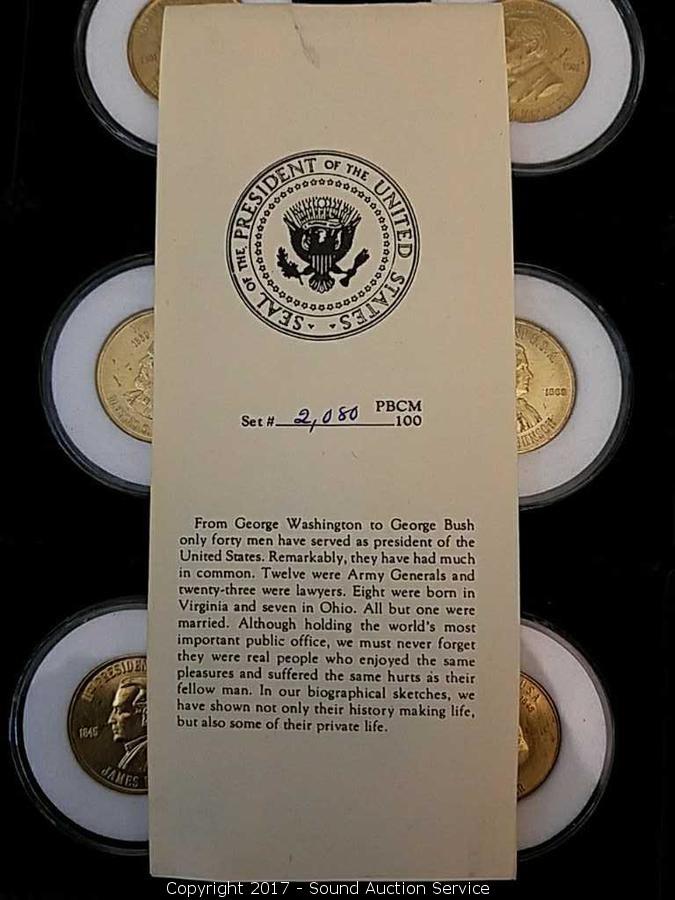 SEAL OF THE PRESIDENT OF THE UNITED STATES
Set # 2,080 PBCM
100
From George Washington to George Bush
only forty men have served as president of the
United States. Remarkably, they have had much
in common. Twelve were Army Generals and
twenty-three were lawyers. Eight were born in
Virginia and seven in Ohio. All but one were
married. Although holding the world's most
important public office, we must never forget
they were real people who enjoyed the same
pleasures and suffered the same hurts as their
fellow man. In our biographical sketches, we
have shown not only their history making life,
but also some of their private life.
1869
PRESIDENT
1845
JAMES
U.S.A.
Copyright 2017 - Sound Auction Service